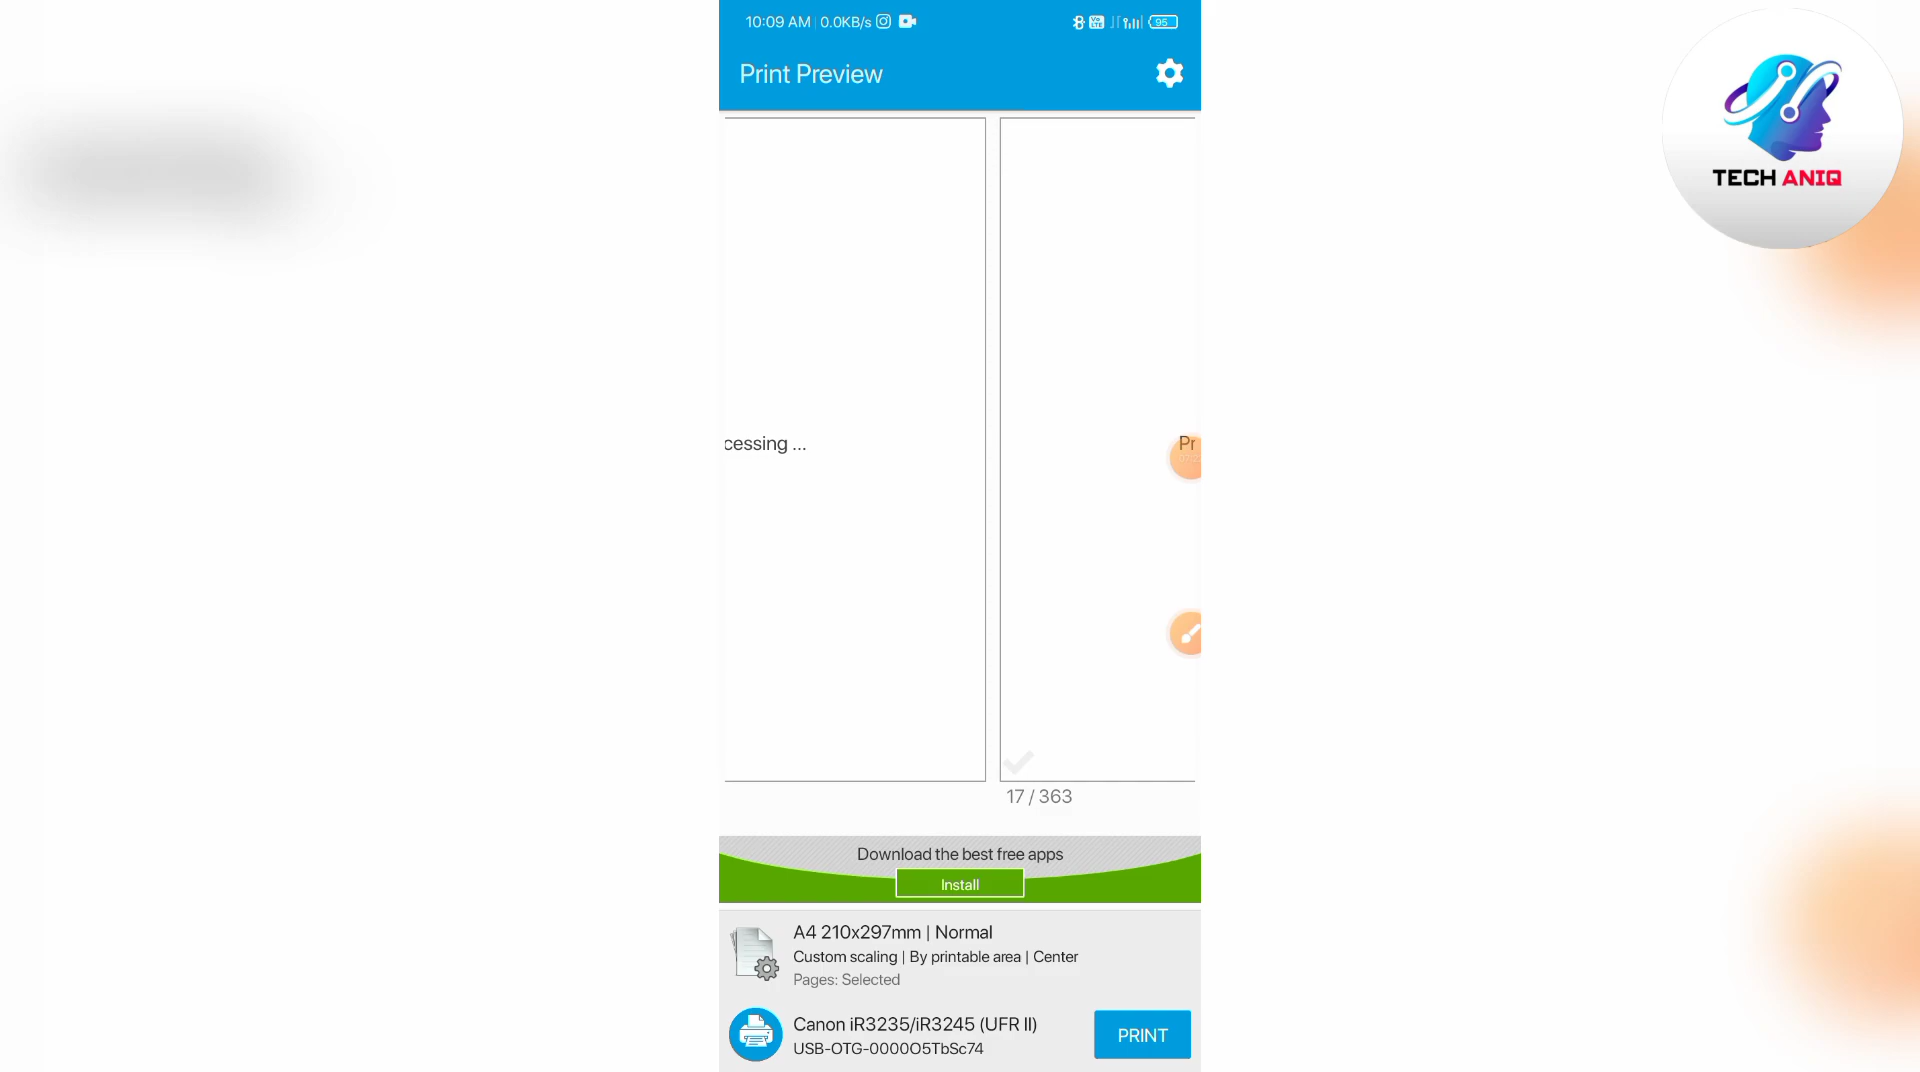 10:09 AM 0.0KB/s
95
Print Preview
TECH ANIQ
cessing ...
Pr
17 / 363
Download the best free apps
Install
A4 210x297mm | Normal
Custom scaling | By printable area | Center
Pages: Selected
Canon iR3235/iR3245 (UFR II)
USB-OTG-0000O5TbSc74
PRINT